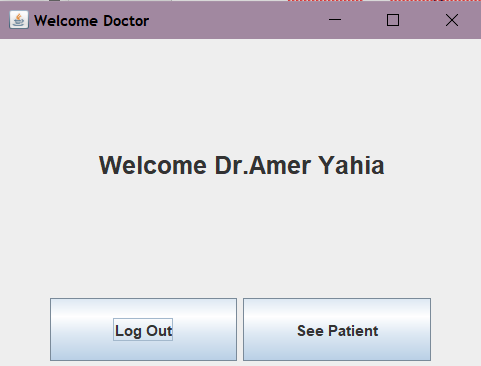 Welcome Doctor
Welcome Dr.Amer Yahia
Log Out
See Patient